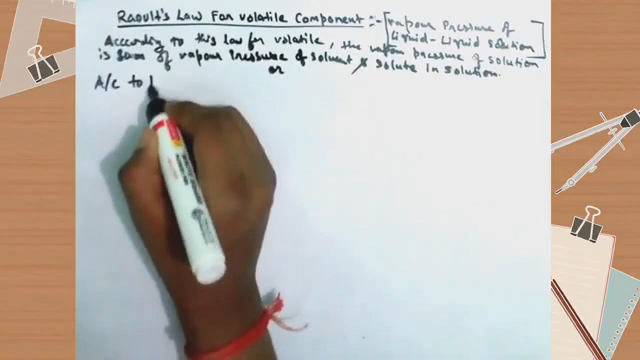 Raoult's Law For Volatile Component :- [vapour Pressure of
Liquid-Liquid solution]
According to this law for volatile, the vapour pressure of solution
is sum of vapour Pressure of solvent & solute in solution.
or
A/c to